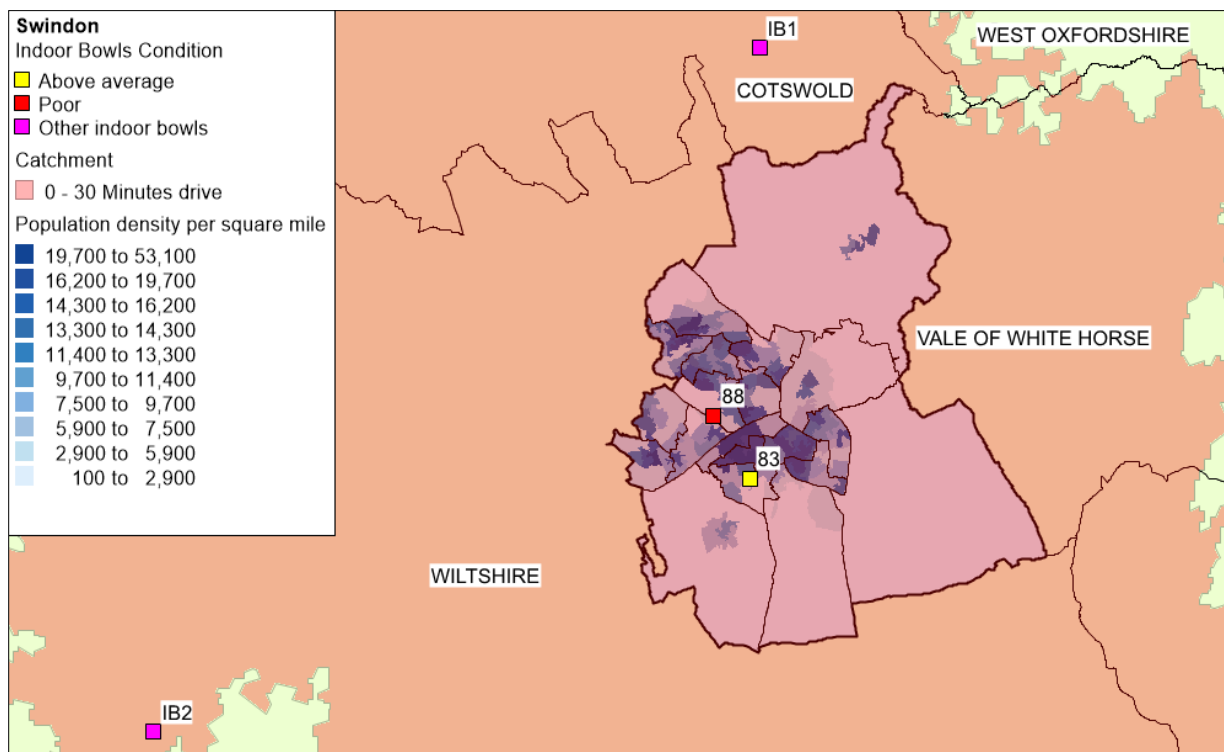 Swindon
Indoor Bowls Condition
Above average
Poor
Other indoor bowls
Catchment
0 - 30 Minutes drive
Population density per square mile
19,700 to 53,100
16,200 to 19,700
14,300 to 16,200
13,300 to 14,300
11,400 to 13,300
9,700 to 11,400
7,500 to 9,700
5,900 to 7,500
2,900 to 5,900
100 to 2,900
IB1
WEST OXFORDSHIRE
COTSWOLD
VALE OF WHITE HORSE
88
83
WILTSHIRE
IB2